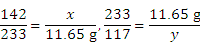 142/233 = x/11.65 g, 233/117 = 11.65 g/y